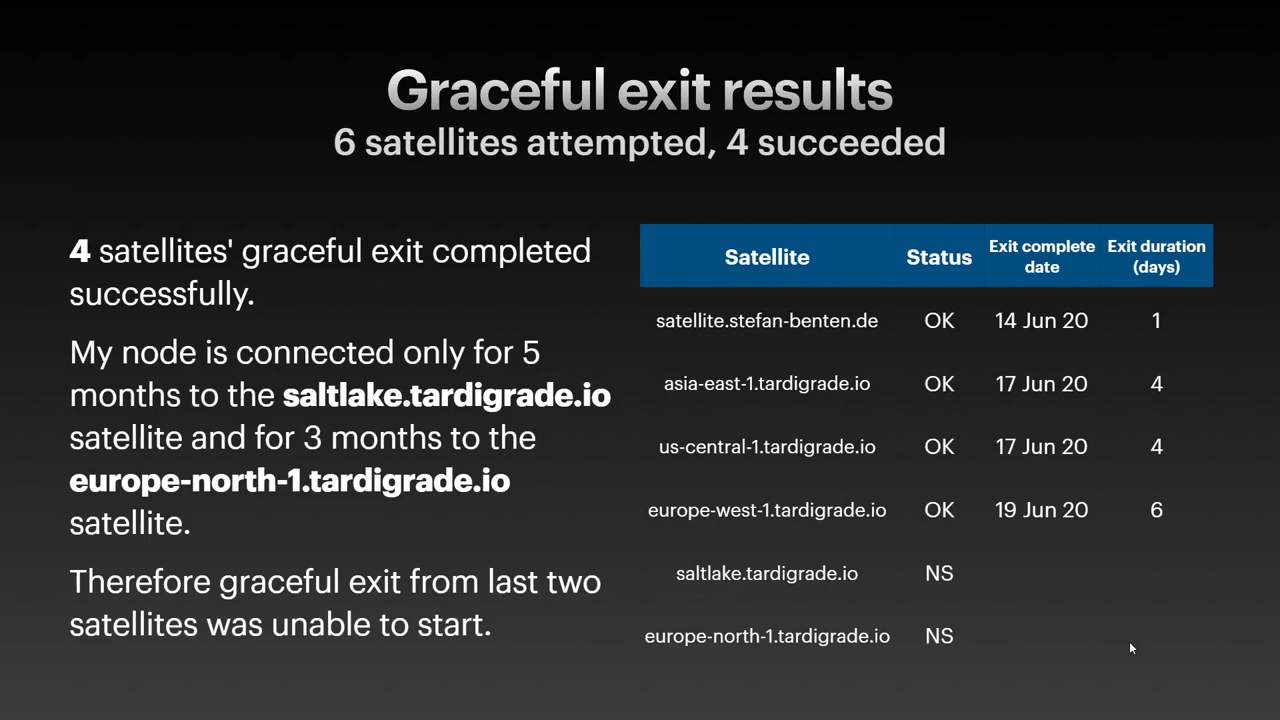 Graceful exit results
6 satellites attempted, 4 succeeded
4 satellites' graceful exit completed
successfully.
My node is connected only for 5
months to the saltlake.tardigrade.io
satellite and for 3 months to the
europe-north-1.tardigrade.io
satellite.
Therefore graceful exit from last two
satellites was unable to start.
Satellite Status Exit complete date Exit duration (days)
satellite.stefan-benten.de OK 14 Jun 20 1
asia-east-1.tardigrade.io OK 17 Jun 20 4
us-central-1.tardigrade.io OK 17 Jun 20 4
europe-west-1.tardigrade.io OK 19 Jun 20 6
saltlake.tardigrade.io NS
europe-north-1.tardigrade.io NS